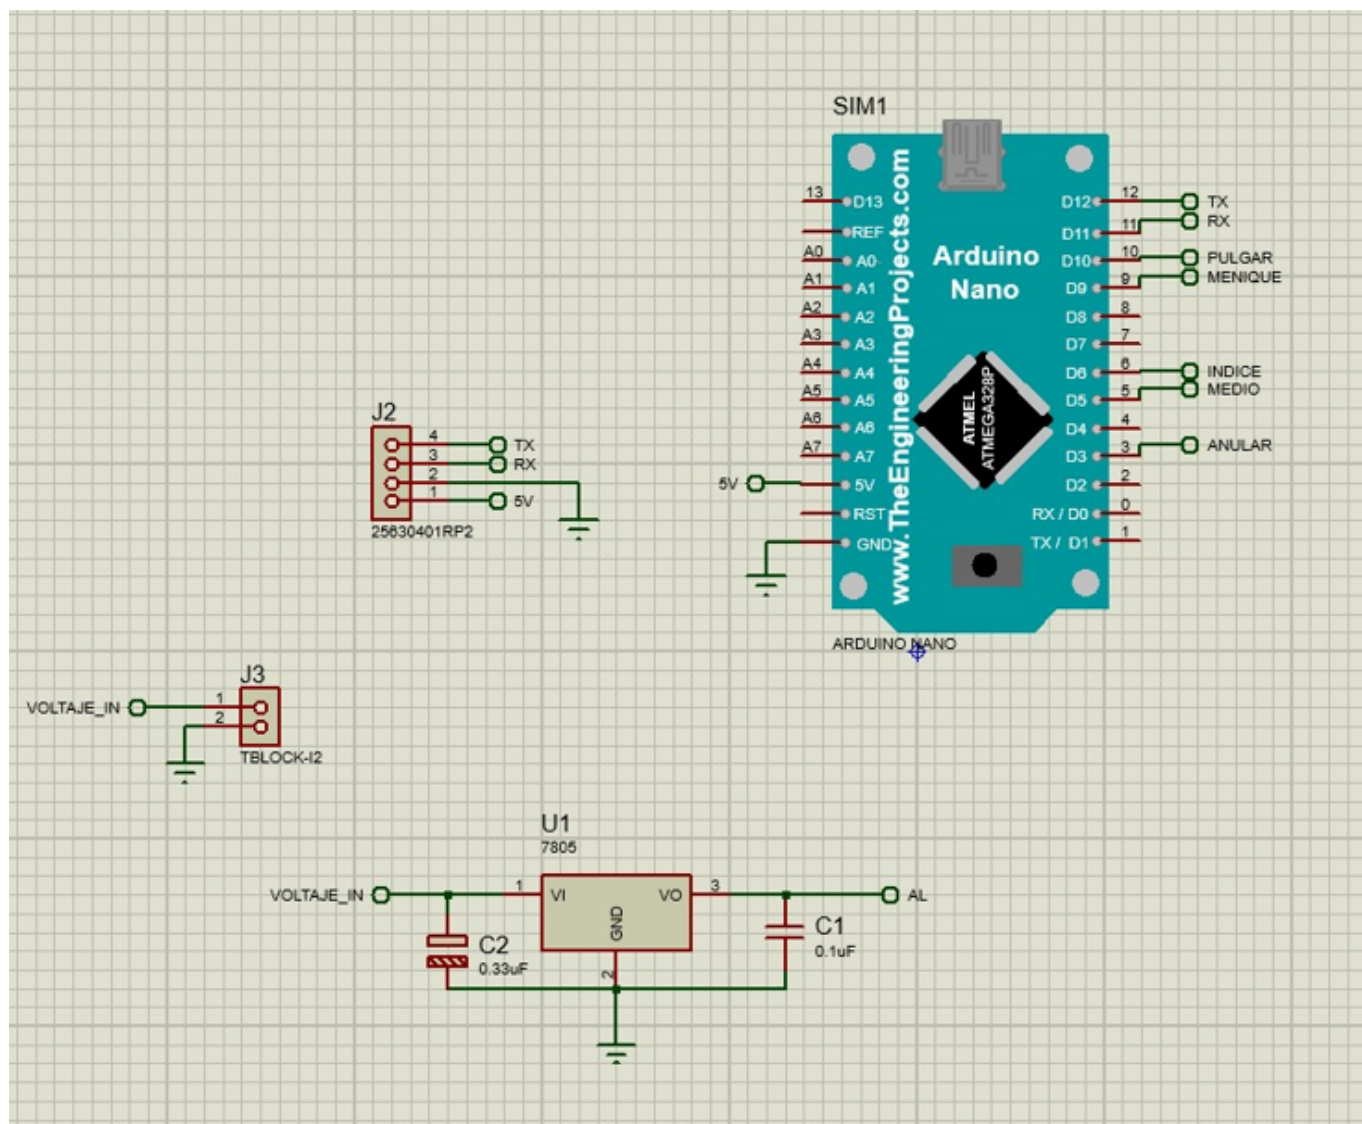 SIM1
www.TheEngineeringProjects.com
Arduino
Nano
ATMEL
ATMEGA328P
13 D13
REF
A0 A0
A1 A1
A2 A2
A3 A3
A4 A4
A5 A5
A6 A6
A7 A7
5V 5V
RST
GND
D12 12 TX
D11 11 RX
D10 10 PULGAR
D9 9 MENIQUE
D8 8
D7 7
D6 6 INDICE
D5 5 MEDIO
D4 4
D3 3 ANULAR
D2 2
RX / D0 0
TX / D1 1
ARDUINO NANO
J2
4 TX
3 RX
2
1 5V
25630401RP2
J3
VOLTAJE_IN 1
2
TBLOCK-I2
U1
7805
VOLTAJE_IN 1 VI VO 3 AL
GND
2
C2
0.33uF
C1
0.1uF